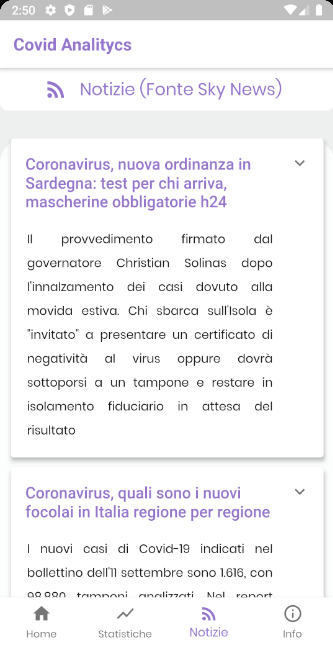 2:50
Covid Analitycs
Notizie (Fonte Sky News)
Coronavirus, nuova ordinanza in
Sardegna: test per chi arriva,
mascherine obbligatorie h24
Il provvedimento firmato dal
governatore Christian Solinas dopo
l'innalzamento dei casi dovuto alla
movida estiva. Chi sbarca sull'Isola è
"invitato" a presentare un certificato di
negatività al virus oppure dovrà
sottoporsi a un tampone e restare in
isolamento fiduciario in attesa del
risultato
Coronavirus, quali sono i nuovi
focolai in Italia regione per regione
I nuovi casi di Covid-19 indicati nel
bollettino dell'11 settembre sono 1.616, con
98.880 tamponi analizzati. Nel report
Home
Statistiche
Notizie
Info